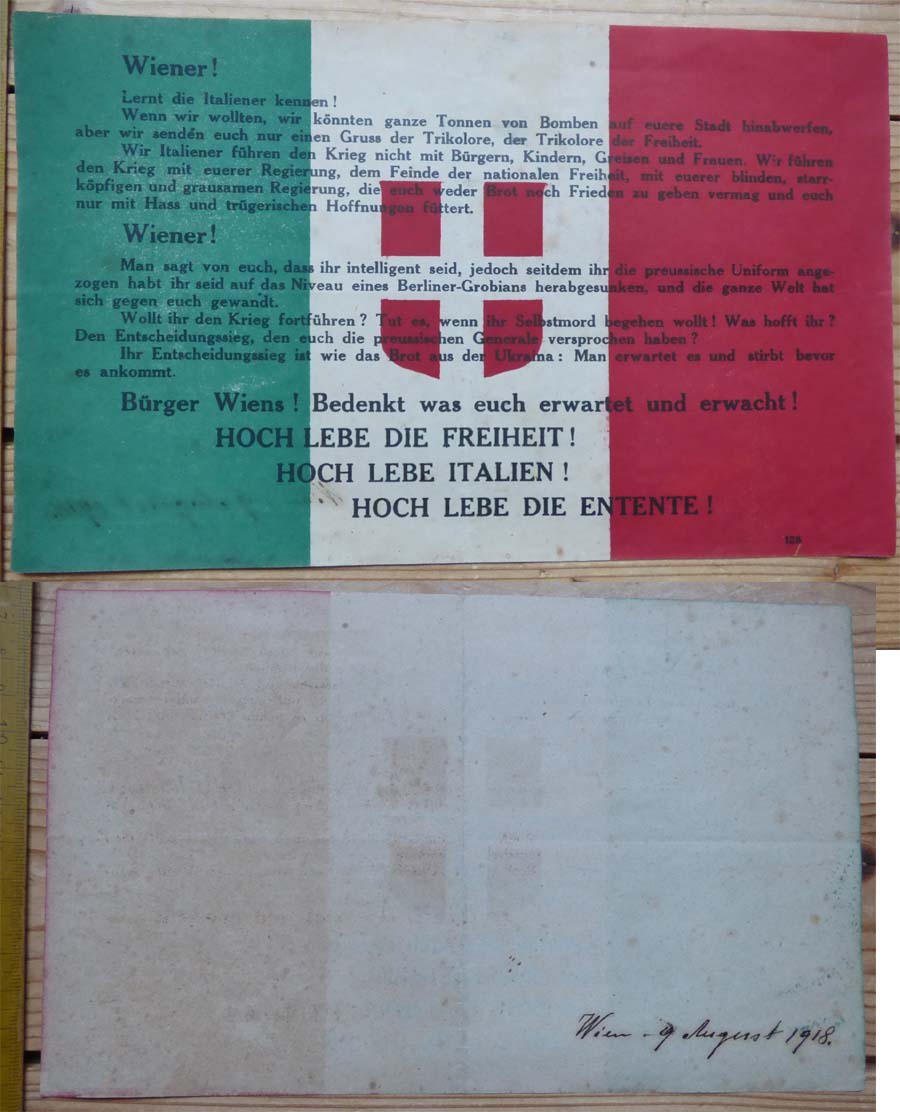 Wiener!
Lernt die Italiener kennen!
Wenn wir wollten, wir könnten ganze Tonnen von Bomben auf euere Stadt hinabwerfen,
aber wir senden euch nur einen Gruss der Trikolore, der Trikolore der Freiheit.
Wir Italiener führen den Krieg nicht mit Bürgern, Kindern, Greisen und Frauen. Wir führen
den Krieg mit euerer Regierung, dem Feinde der nationalen Freiheit, mit euerer blinden, starr-
köpfigen und grausamen Regierung, die euch weder Brot noch Frieden zu geben vermag und euch
nur mit Hass und trügerischen Hoffnungen füttert.
Wiener!
Man sagt von euch, dass ihr intelligent seid, jedoch seitdem ihr die preussische Uniform ange-
zogen habt ihr seid auf das Niveau eines Berliner-Grobians herabgesunken, und die ganze Welt hat
sich gegen euch gewandt.
Wollt ihr den Krieg fortführen? Tut es, wenn ihr Selbstmord begehen wollt! Was hofft ihr?
Den Entscheidungssieg, den euch die preussischen Generale versprochen haben?
Ihr Entscheidungssieg ist wie das Brot aus der Ukraina: Man erwartet es und stirbt bevor
es ankommt.
Bürger Wiens! Bedenkt was euch erwartet und erwacht!
HOCH LEBE DIE FREIHEIT!
HOCH LEBE ITALIEN!
HOCH LEBE DIE ENTENTE!
128
Wien - 9 August 1918.